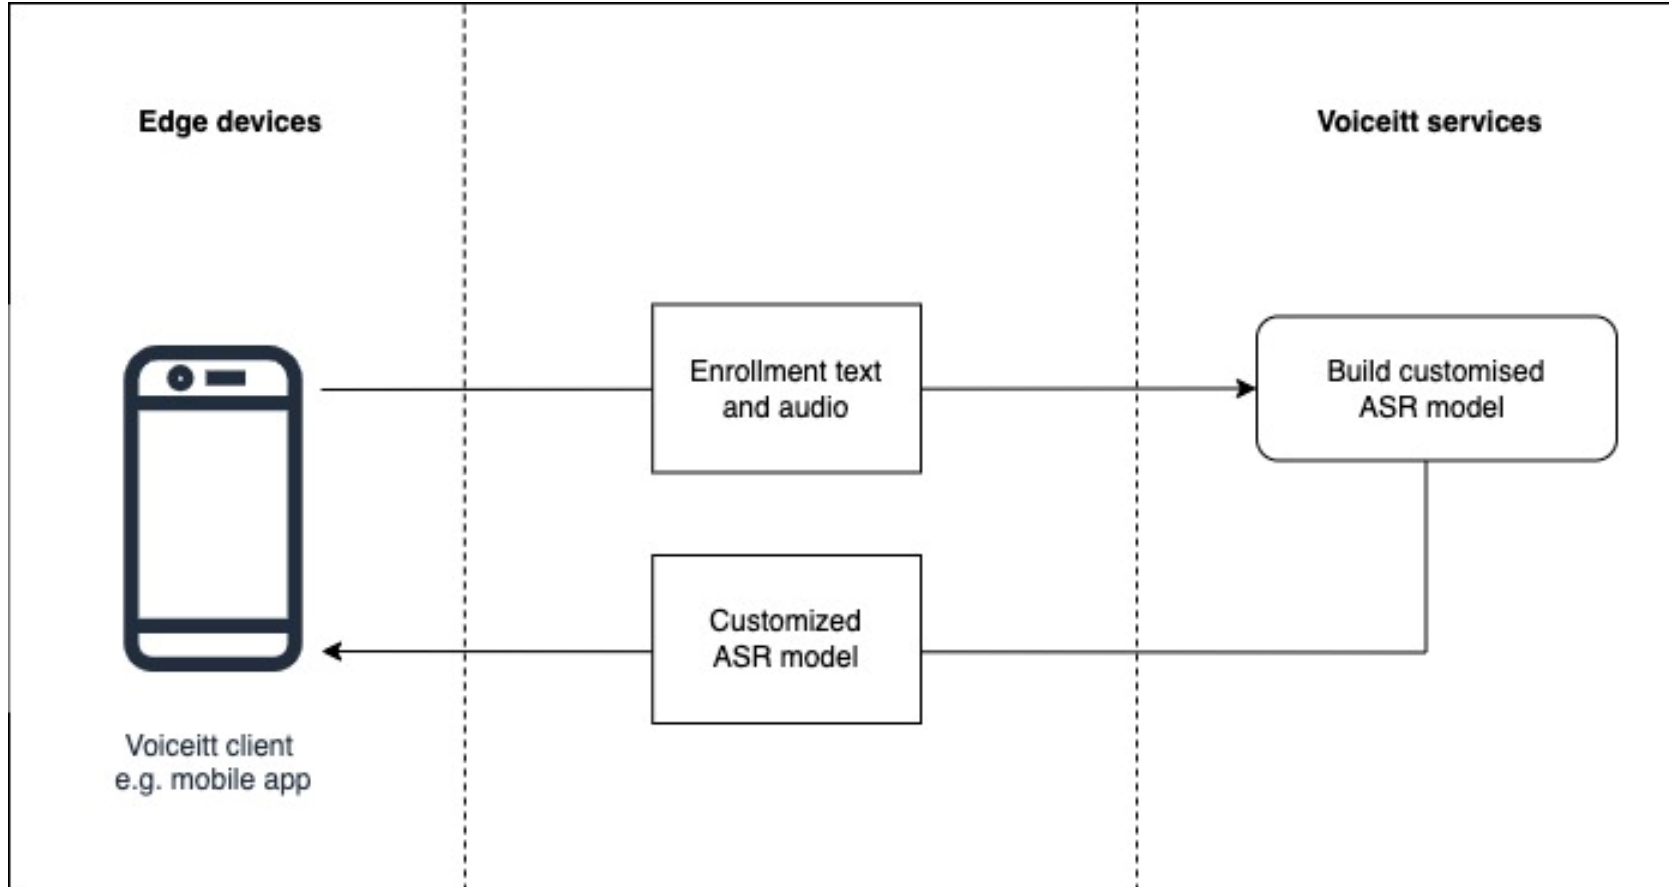 Edge devices
Voiceitt services
Enrollment text
and audio
Build customised
ASR model
Customized
ASR model
Voiceitt client
e.g. mobile app